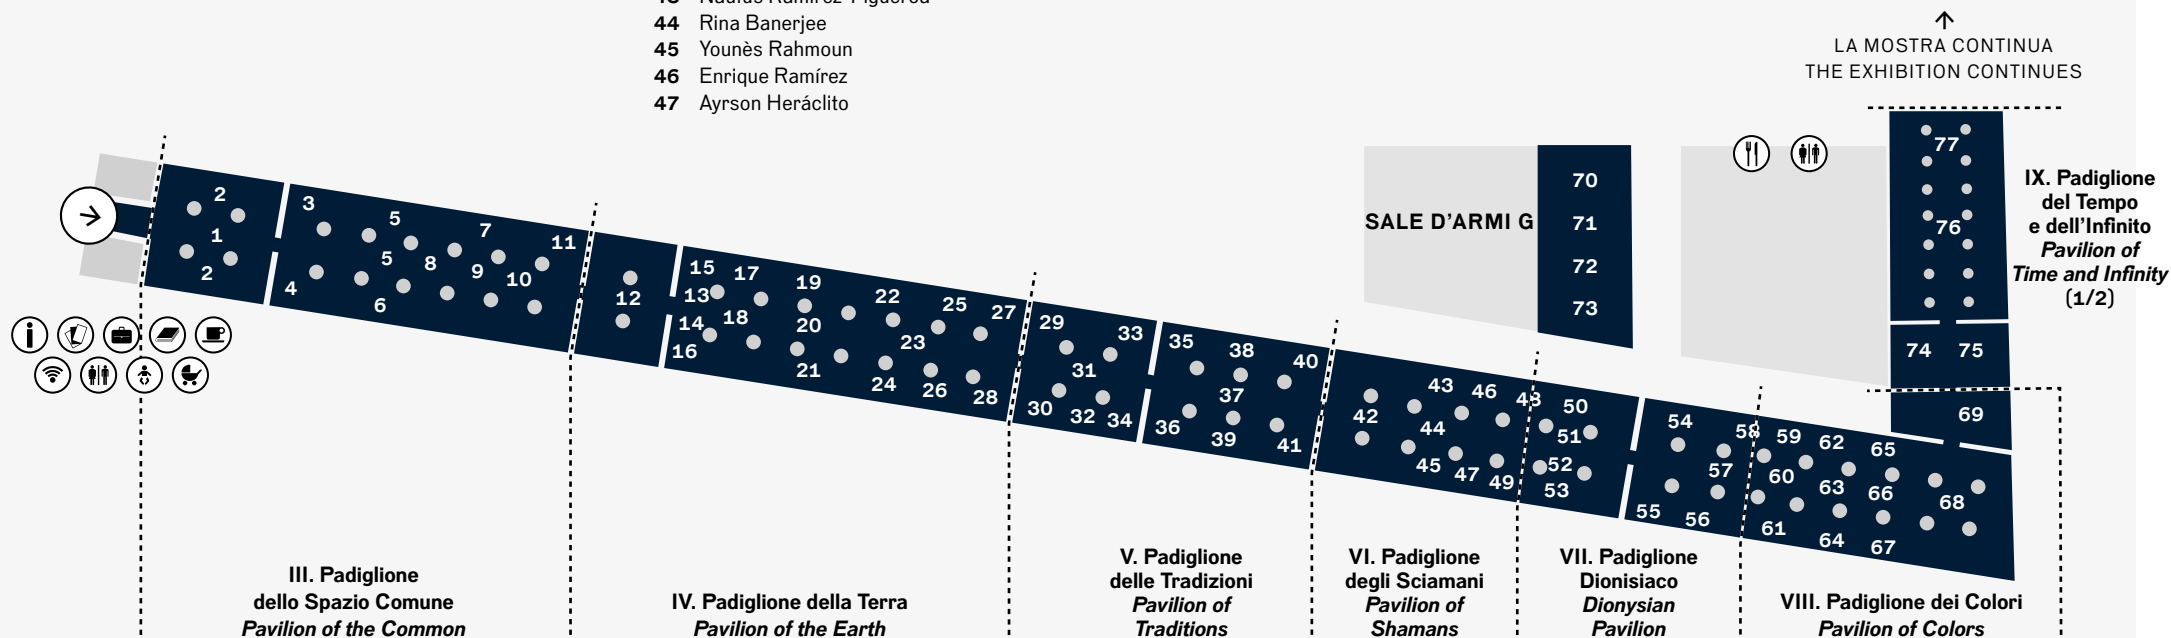 44 Rina Banerjee
45 Younès Rahmoun
46 Enrique Ramírez
47 Ayrson Heráclito
LA MOSTRA CONTINUA
THE EXHIBITION CONTINUES
IX. Padiglione
del Tempo
e dell'Infinito
Pavilion of
Time and Infinity
(1/2)
SALE D'ARMI G
70
71
72
73
77
76
74 75
69
2
1
2
3
4
5
5
6
7
8
9
10
11
12
13
14
15
16
17
18
19
20
21
22
23
24
25
26
27
28
29
30
31
32
33
34
35
36
37
38
39
40
41
42
43
44
45
46
47
48
49
50
51
52
53
54
55
56
57
58
59
60
61
62
63
64
65
66
67
68
III. Padiglione
dello Spazio Comune
Pavilion of the Common
IV. Padiglione della Terra
Pavilion of the Earth
V. Padiglione
delle Tradizioni
Pavilion of
Traditions
VI. Padiglione
degli Sciamani
Pavilion of
Shamans
VII. Padiglione
Dionisiaco
Dionysian
Pavilion
VIII. Padiglione dei Colori
Pavilion of Colors